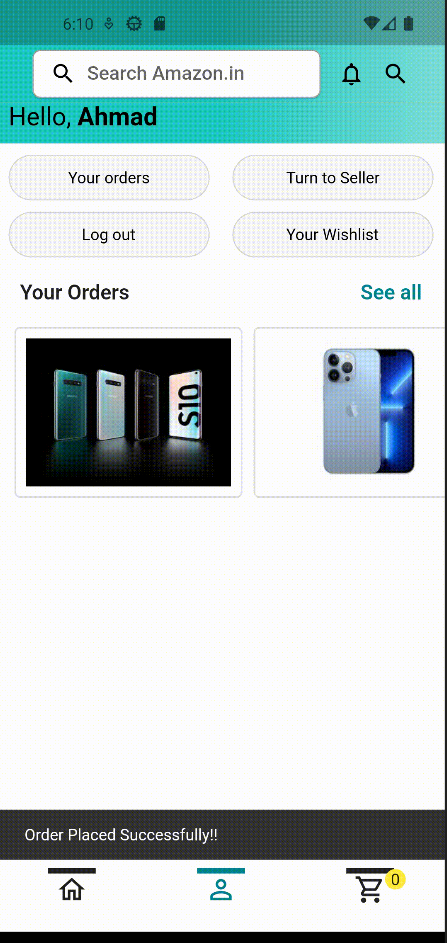 6:10
Search Amazon.in
Hello, Ahmad
Your orders
Turn to Seller
Log out
Your Wishlist
Your Orders
See all
S10
Order Placed Successfully!!
0